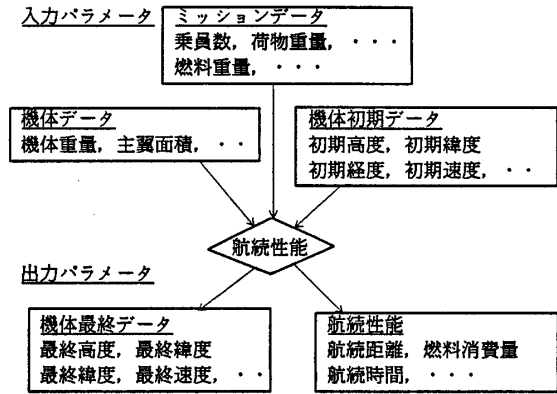 入力パラメータ
ミッションデータ
乗員数, 荷物重量, ・・・
燃料重量, ・・・
機体データ
機体重量, 主翼面積, ・・
機体初期データ
初期高度, 初期緯度
初期経度, 初期速度, ・・
航続性能
出力パラメータ
機体最終データ
最終高度, 最終緯度
最終緯度, 最終速度, ・・
航続性能
航続距離, 燃料消費量
航続時間, ・・・